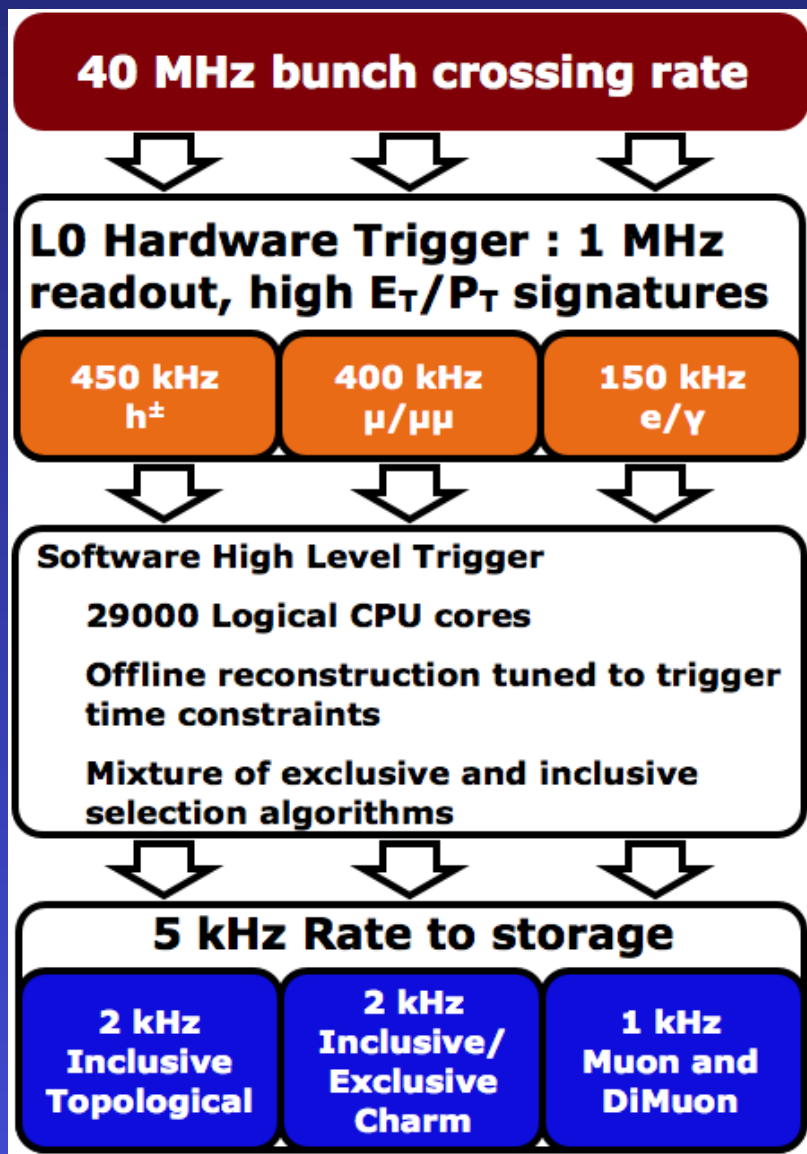 40 MHz bunch crossing rate
L0 Hardware Trigger : 1 MHz
readout, high E_T/P_T signatures
450 kHz
h±
400 kHz
μ/μμ
150 kHz
e/γ
Software High Level Trigger
29000 Logical CPU cores
Offline reconstruction tuned to trigger
time constraints
Mixture of exclusive and inclusive
selection algorithms
5 kHz Rate to storage
2 kHz
Inclusive
Topological
2 kHz
Inclusive/
Exclusive
Charm
1 kHz
Muon and
DiMuon